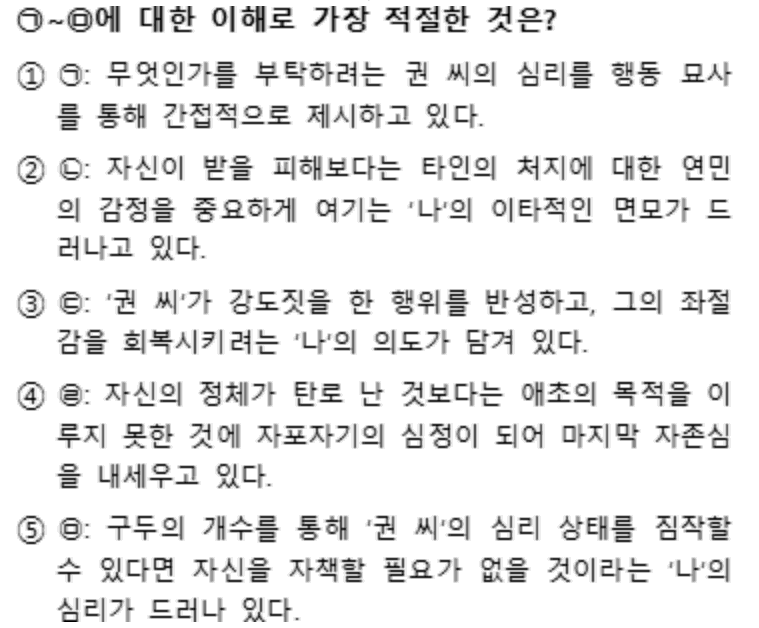 ㉠~㉤에 대한 이해로 가장 적절한 것은?
① ㉠: 무엇인가를 부탁하려는 권 씨의 심리를 행동 묘사
를 통해 간접적으로 제시하고 있다.
② ㉡: 자신이 받을 피해보다는 타인의 처지에 대한 연민
의 감정을 중요하게 여기는 '나'의 이타적인 면모가 드
러나고 있다.
③ ㉢: '권 씨'가 강도짓을 한 행위를 반성하고, 그의 좌절
감을 회복시키려는 '나'의 의도가 담겨 있다.
④ ㉣: 자신의 정체가 탄로 난 것보다는 애초의 목적을 이
루지 못한 것에 자포자기의 심정이 되어 마지막 자존심
을 내세우고 있다.
⑤ ㉤: 구두의 개수를 통해 '권 씨'의 심리 상태를 짐작할
수 있다면 자신을 자책할 필요가 없을 것이라는 '나'의
심리가 드러나 있다.